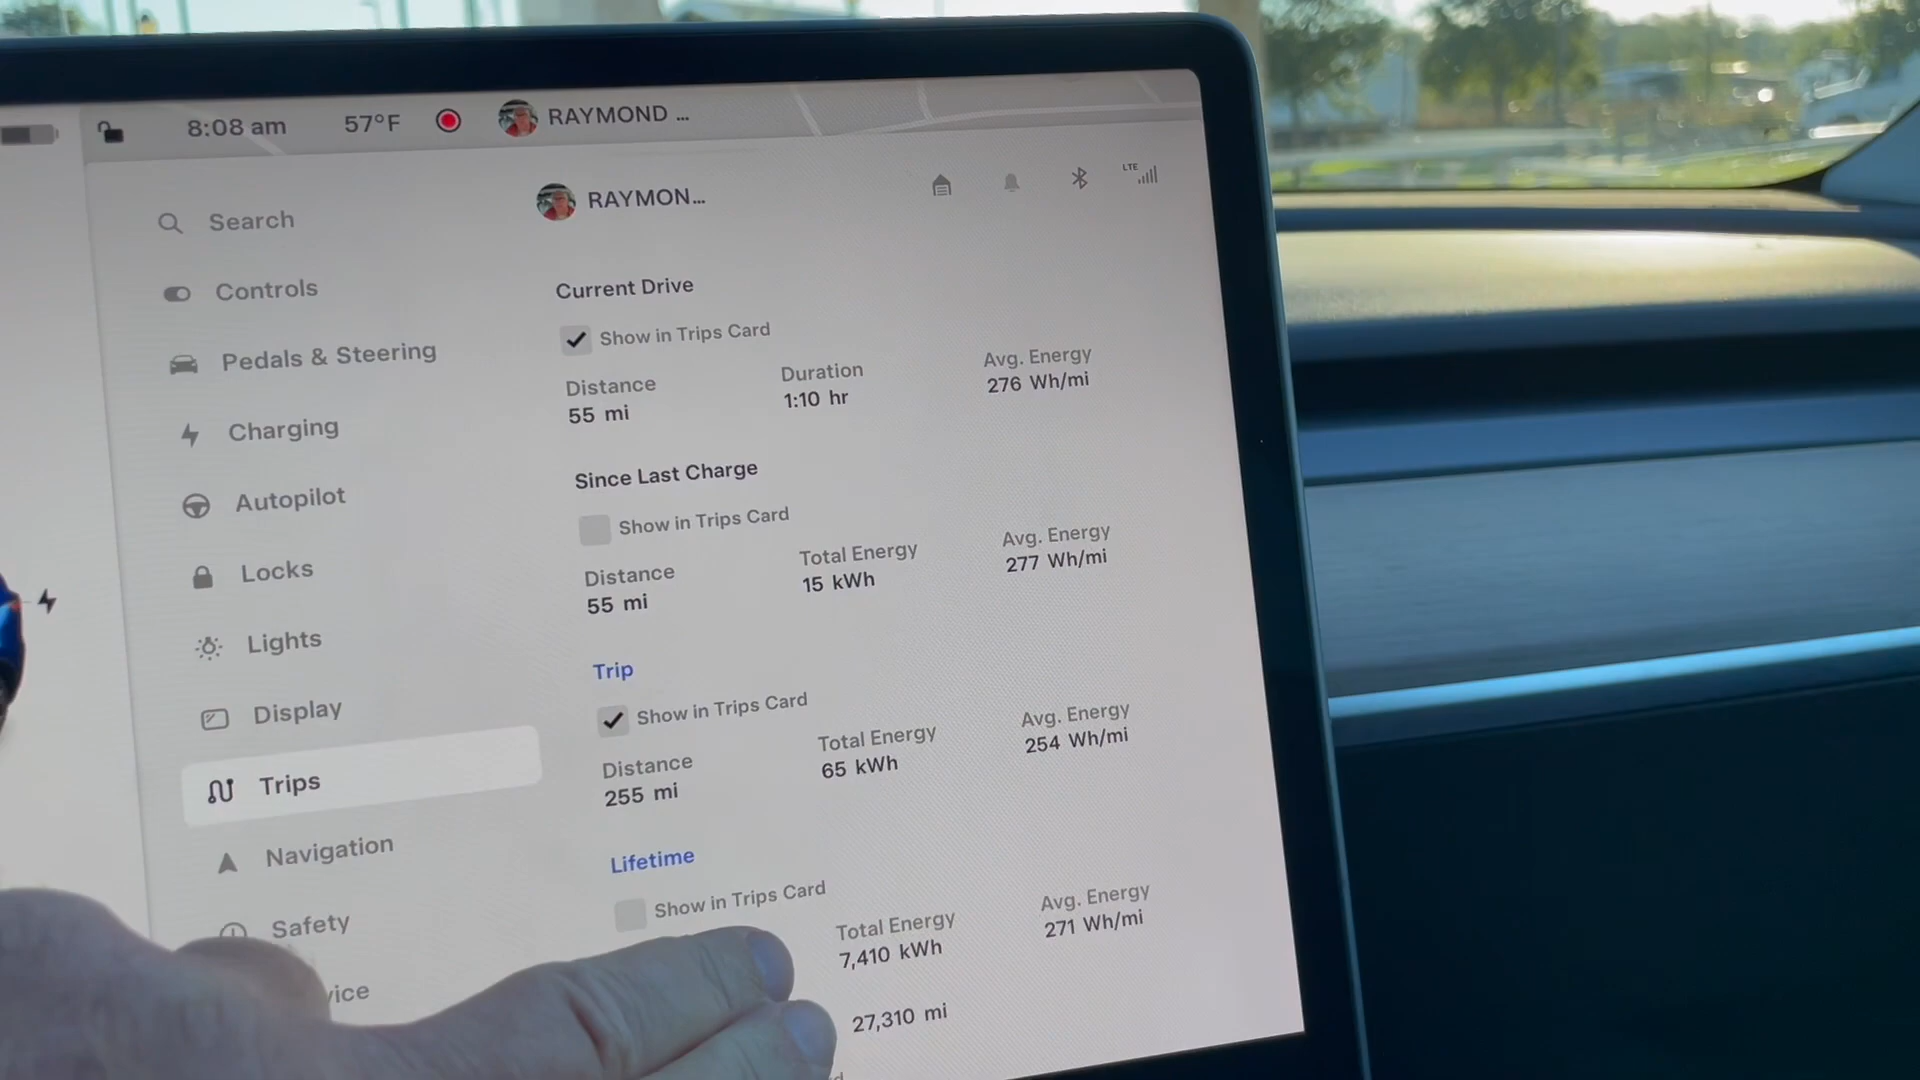 8:08 am
57°F
RAYMOND ...
Search
Controls
Pedals & Steering
Charging
Autopilot
Locks
Lights
Display
Trips
Navigation
Safety
vice
RAYMON...
LTE
Current Drive
Show in Trips Card
Distance Duration Avg. Energy
55 mi 1:10 hr 276 Wh/mi
Since Last Charge
Show in Trips Card
Distance Total Energy Avg. Energy
55 mi 15 kWh 277 Wh/mi
Trip
Show in Trips Card
Distance Total Energy Avg. Energy
255 mi 65 kWh 254 Wh/mi
Lifetime
Show in Trips Card
Total Energy Avg. Energy
7,410 kWh 271 Wh/mi
27,310 mi